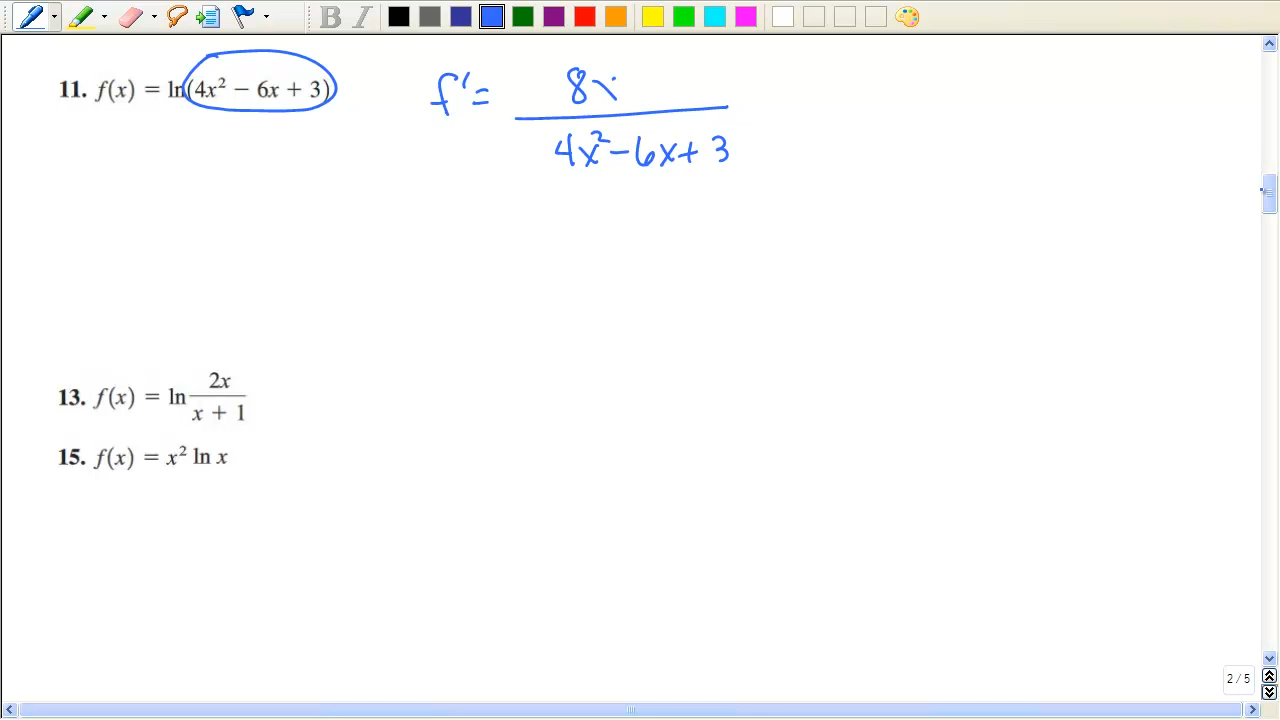 B I
11. f(x) = ln(4x² − 6x + 3)
f' = 8x
4x² - 6x + 3
13. f(x) = ln 2x
x + 1
15. f(x) = x² ln x
2 / 5